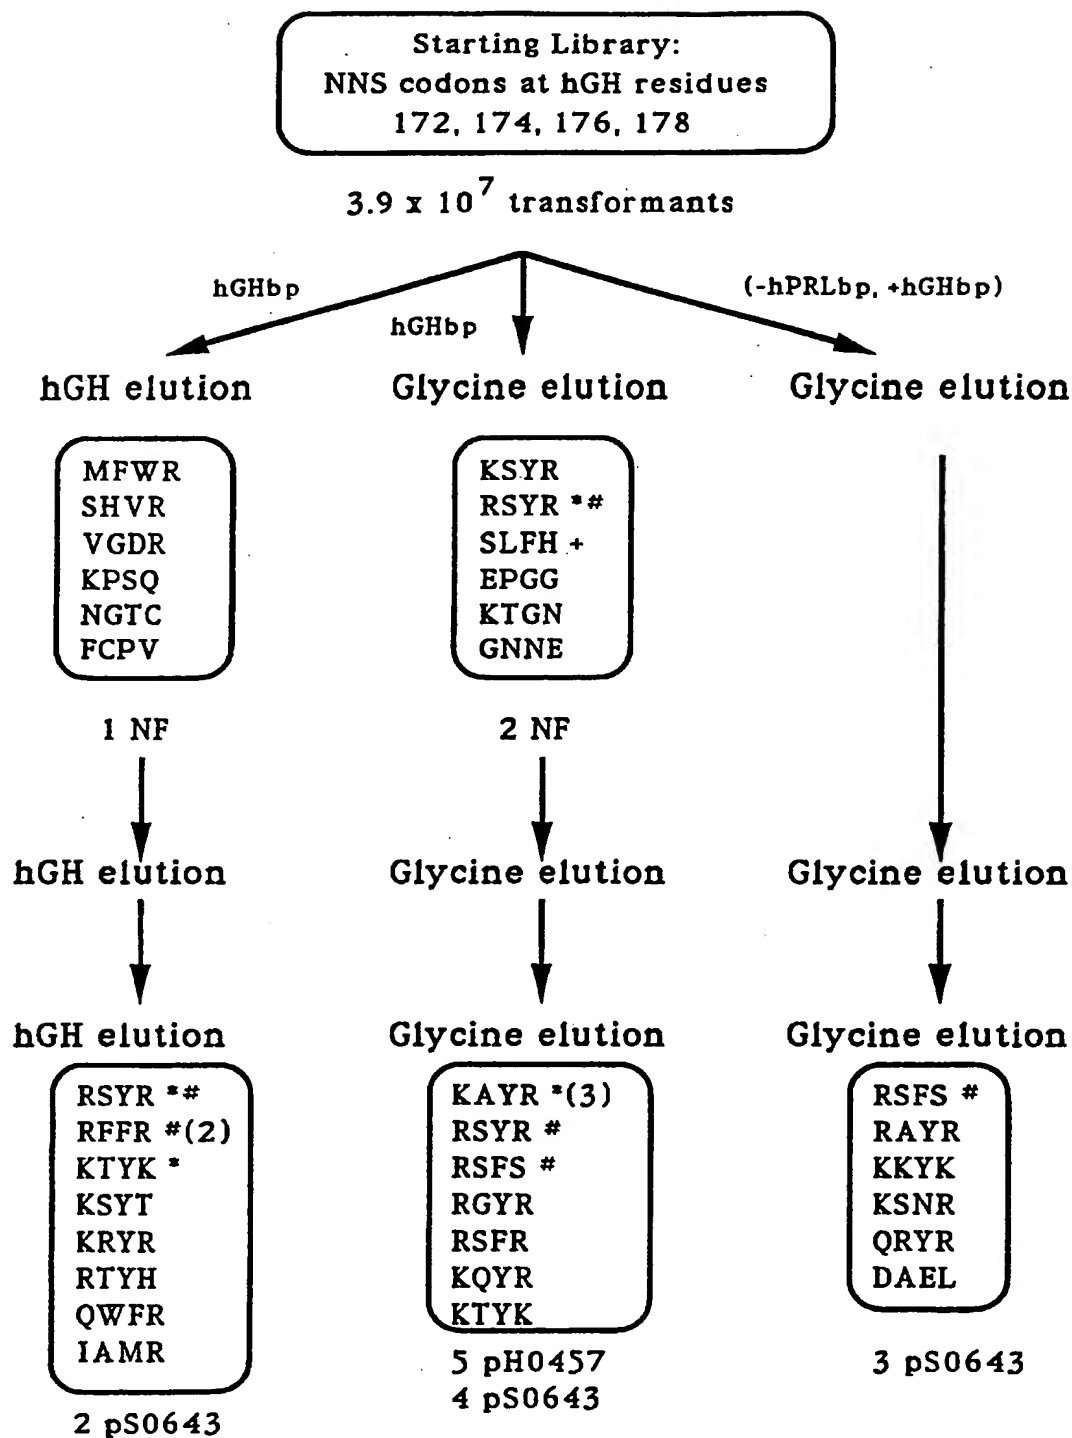 Starting Library:
NNS codons at hGH residues
172, 174, 176, 178
3.9 x 10^7 transformants
hGHbp
hGHbp
(-hPRLbp, +hGHbp)
hGH elution
Glycine elution
Glycine elution
MFWR
SHVR
VGDR
KPSQ
NGTC
FCPV
KSYR
RSYR *#
SLFH +
EPGG
KTGN
GNNE
1 NF
2 NF
hGH elution
Glycine elution
Glycine elution
hGH elution
Glycine elution
Glycine elution
RSYR *#
RFFR #(2)
KTYK *
KSYT
KRYR
RTYH
QWFR
IAMR
KAYR *(3)
RSYR #
RSFS #
RGYR
RSFR
KQYR
KTYK
RSFS #
RAYR
KKYK
KSNR
QRYR
DAEL
2 pS0643
5 pH0457
4 pS0643
3 pS0643